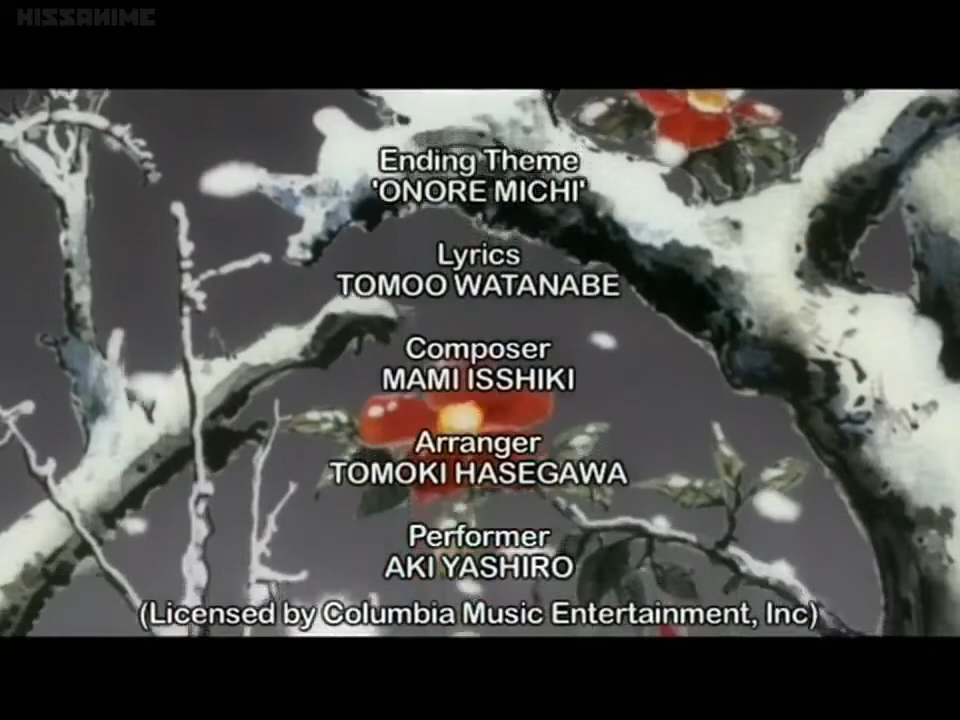 KISSANIME
Ending Theme
'ONORE MICHI'
Lyrics
TOMOO WATANABE
Composer
MAMI ISSHIKI
Arranger
TOMOKI HASEGAWA
Performer
AKI YASHIRO
(Licensed by Columbia Music Entertainment, Inc)